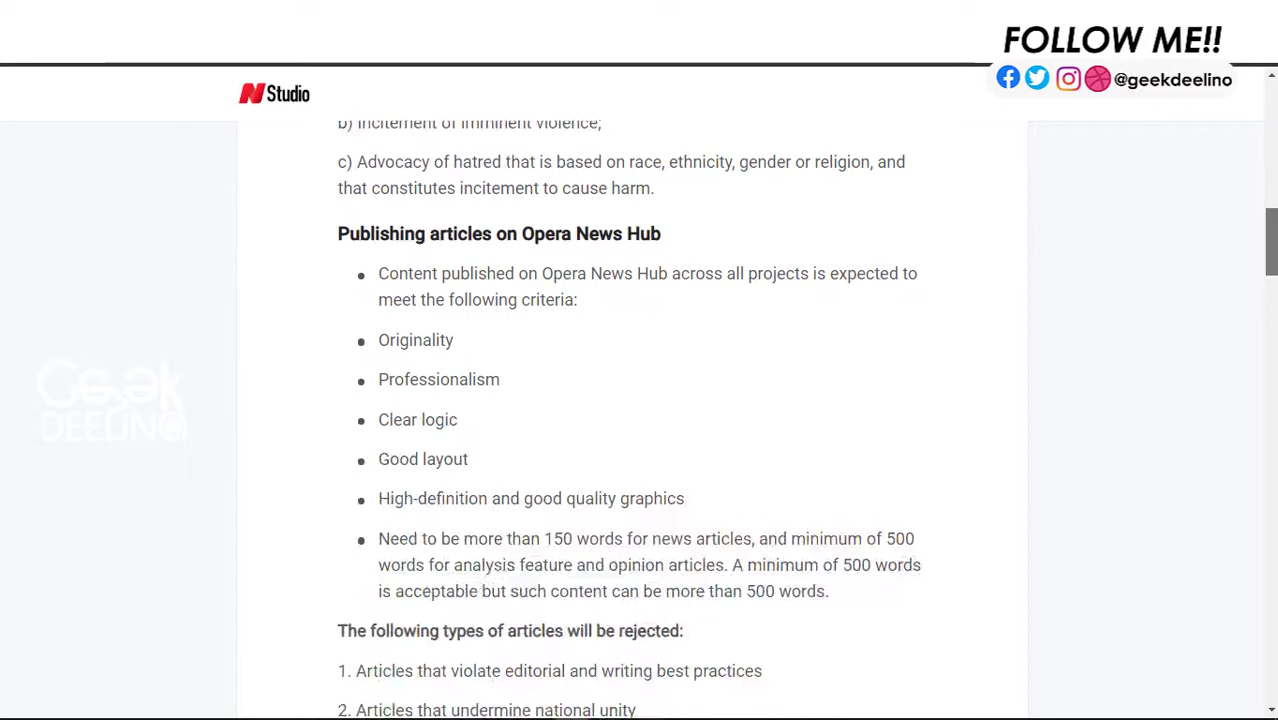 FOLLOW ME!!
@geekdeelino
N Studio
b) Incitement of imminent violence;
c) Advocacy of hatred that is based on race, ethnicity, gender or religion, and
that constitutes incitement to cause harm.
Publishing articles on Opera News Hub
Content published on Opera News Hub across all projects is expected to
meet the following criteria:
Originality
Professionalism
Clear logic
Good layout
Geek
DEELINO
High-definition and good quality graphics
Need to be more than 150 words for news articles, and minimum of 500
words for analysis feature and opinion articles. A minimum of 500 words
is acceptable but such content can be more than 500 words.
The following types of articles will be rejected:
1. Articles that violate editorial and writing best practices
2. Articles that undermine national unity